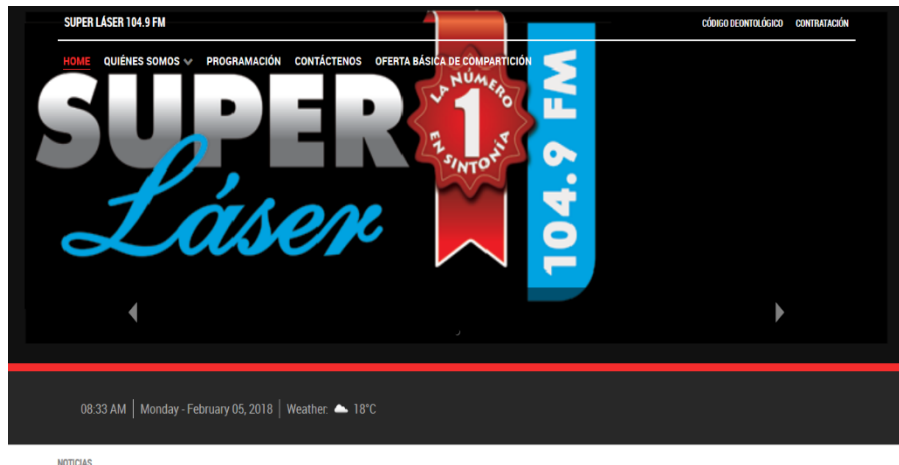 SUPER LÁSER 104.9 FM
CÓDIGO DEONTOLÓGICO CONTRATACIÓN
HOME QUIÉNES SOMOS PROGRAMACIÓN CONTÁCTENOS OFERTA BÁSICA DE COMPARTICIÓN
SUPER
Láser
LA NÚMERO
1
EN SINTONÍA
104.9 FM
08:33 AM Monday - February 05, 2018 Weather: 18°C
NOTICIAS